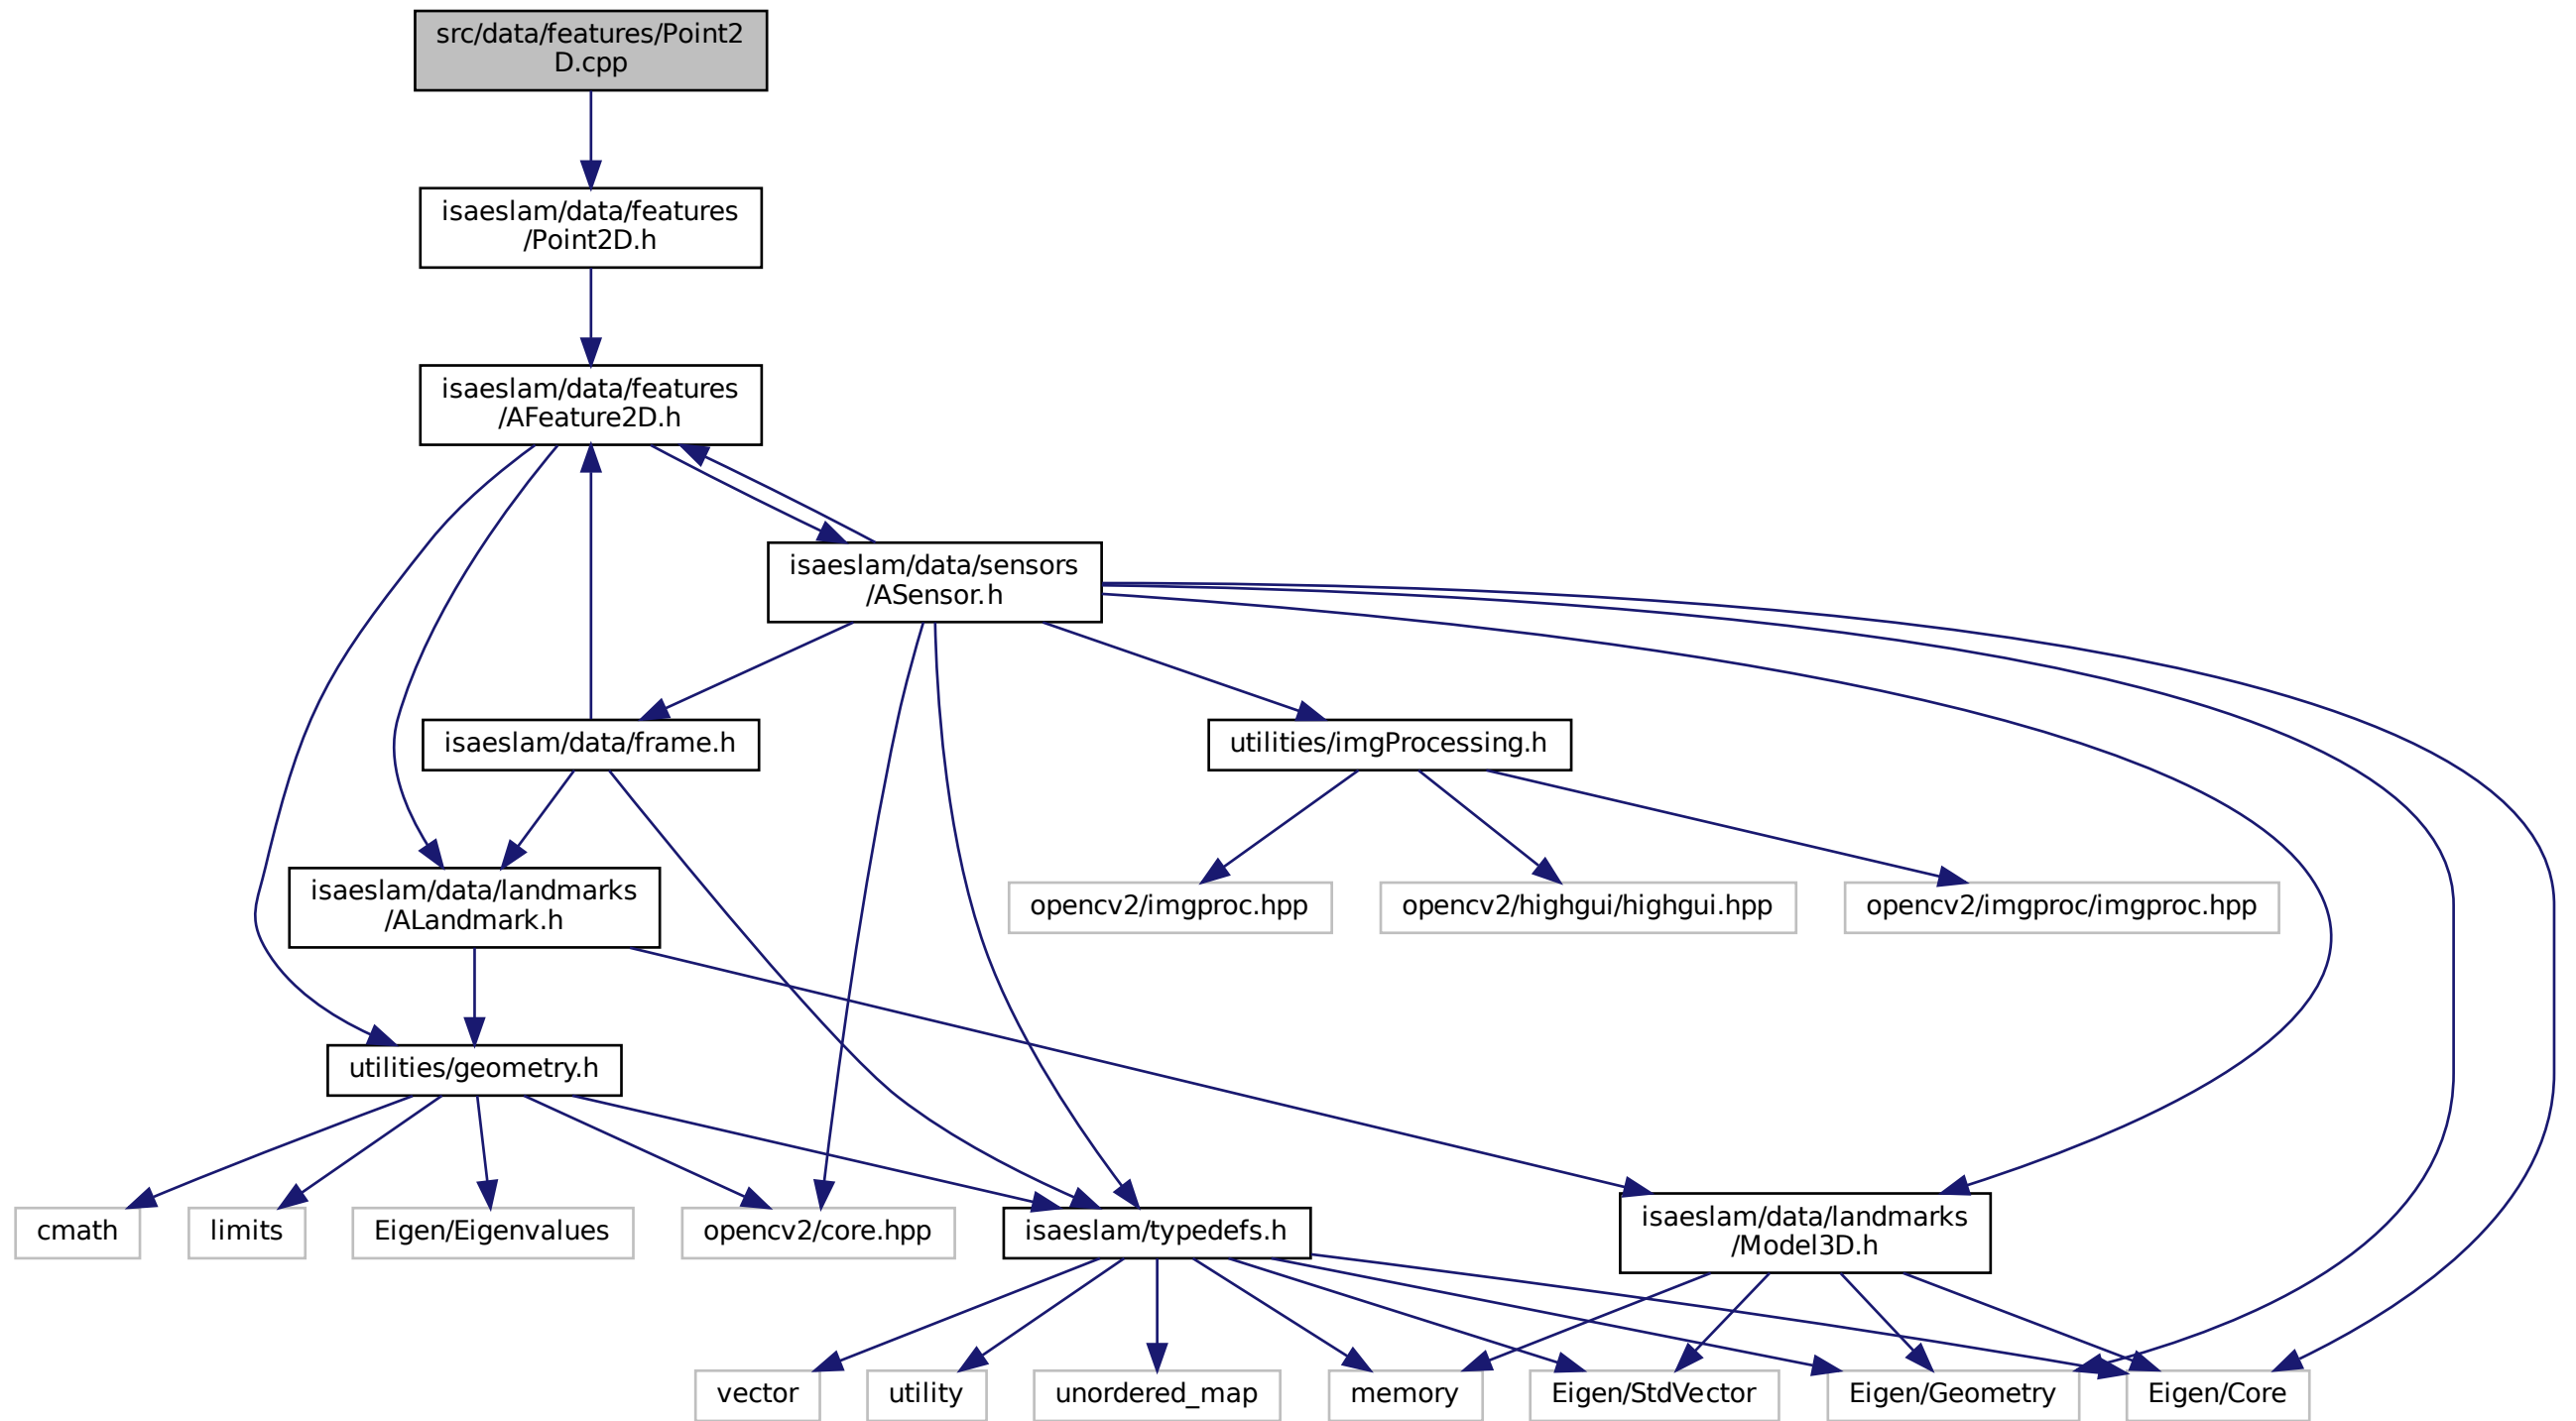 src/data/features/Point2
D.cpp
isaeslam/data/features
/Point2D.h
isaeslam/data/features
/AFeature2D.h
isaeslam/data/sensors
/ASensor.h
isaeslam/data/frame.h
utilities/imgProcessing.h
isaeslam/data/landmarks
/ALandmark.h
opencv2/imgproc.hpp
opencv2/highgui/highgui.hpp
opencv2/imgproc/imgproc.hpp
utilities/geometry.h
cmath
limits
Eigen/Eigenvalues
opencv2/core.hpp
isaeslam/typedefs.h
isaeslam/data/landmarks
/Model3D.h
vector
utility
unordered_map
memory
Eigen/StdVector
Eigen/Geometry
Eigen/Core